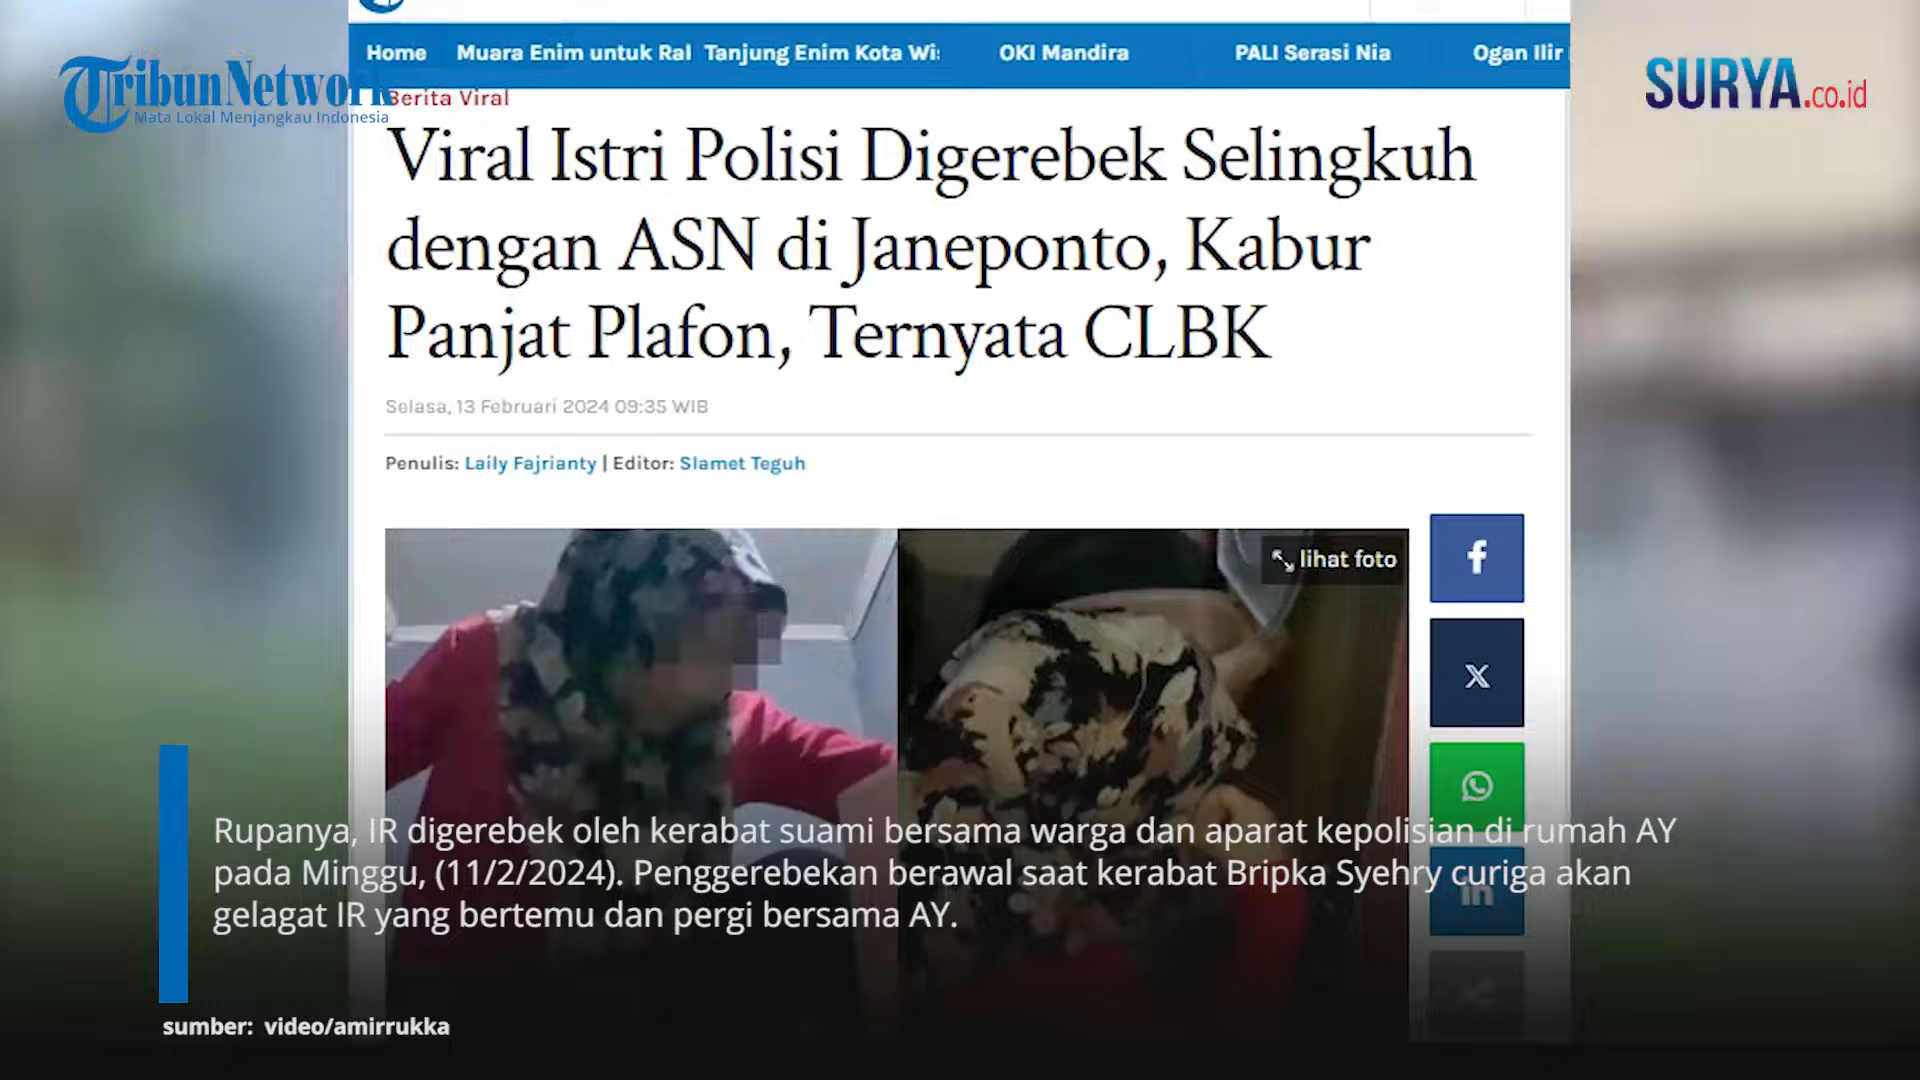 Home Muara Enim untuk Ral Tanjung Enim Kota Wi OKI Mandira PALI Serasi Nia Ogan Ilir
TribunNetwork
Mata Lokal Menjangkau Indonesia
SURYA.co.id
Berita Viral
Viral Istri Polisi Digerebek Selingkuh
dengan ASN di Janeponto, Kabur
Panjat Plafon, Ternyata CLBK
Selasa, 13 Februari 2024 09:35 WIB
Penulis: Laily Fajrianty | Editor: Slamet Teguh
lihat foto
f
X
Rupanya, IR digerebek oleh kerabat suami bersama warga dan aparat kepolisian di rumah AY
pada Minggu, (11/2/2024). Penggerebekan berawal saat kerabat Bripka Syehry curiga akan
gelagat IR yang bertemu dan pergi bersama AY.
in
sumber: video/amirrukka